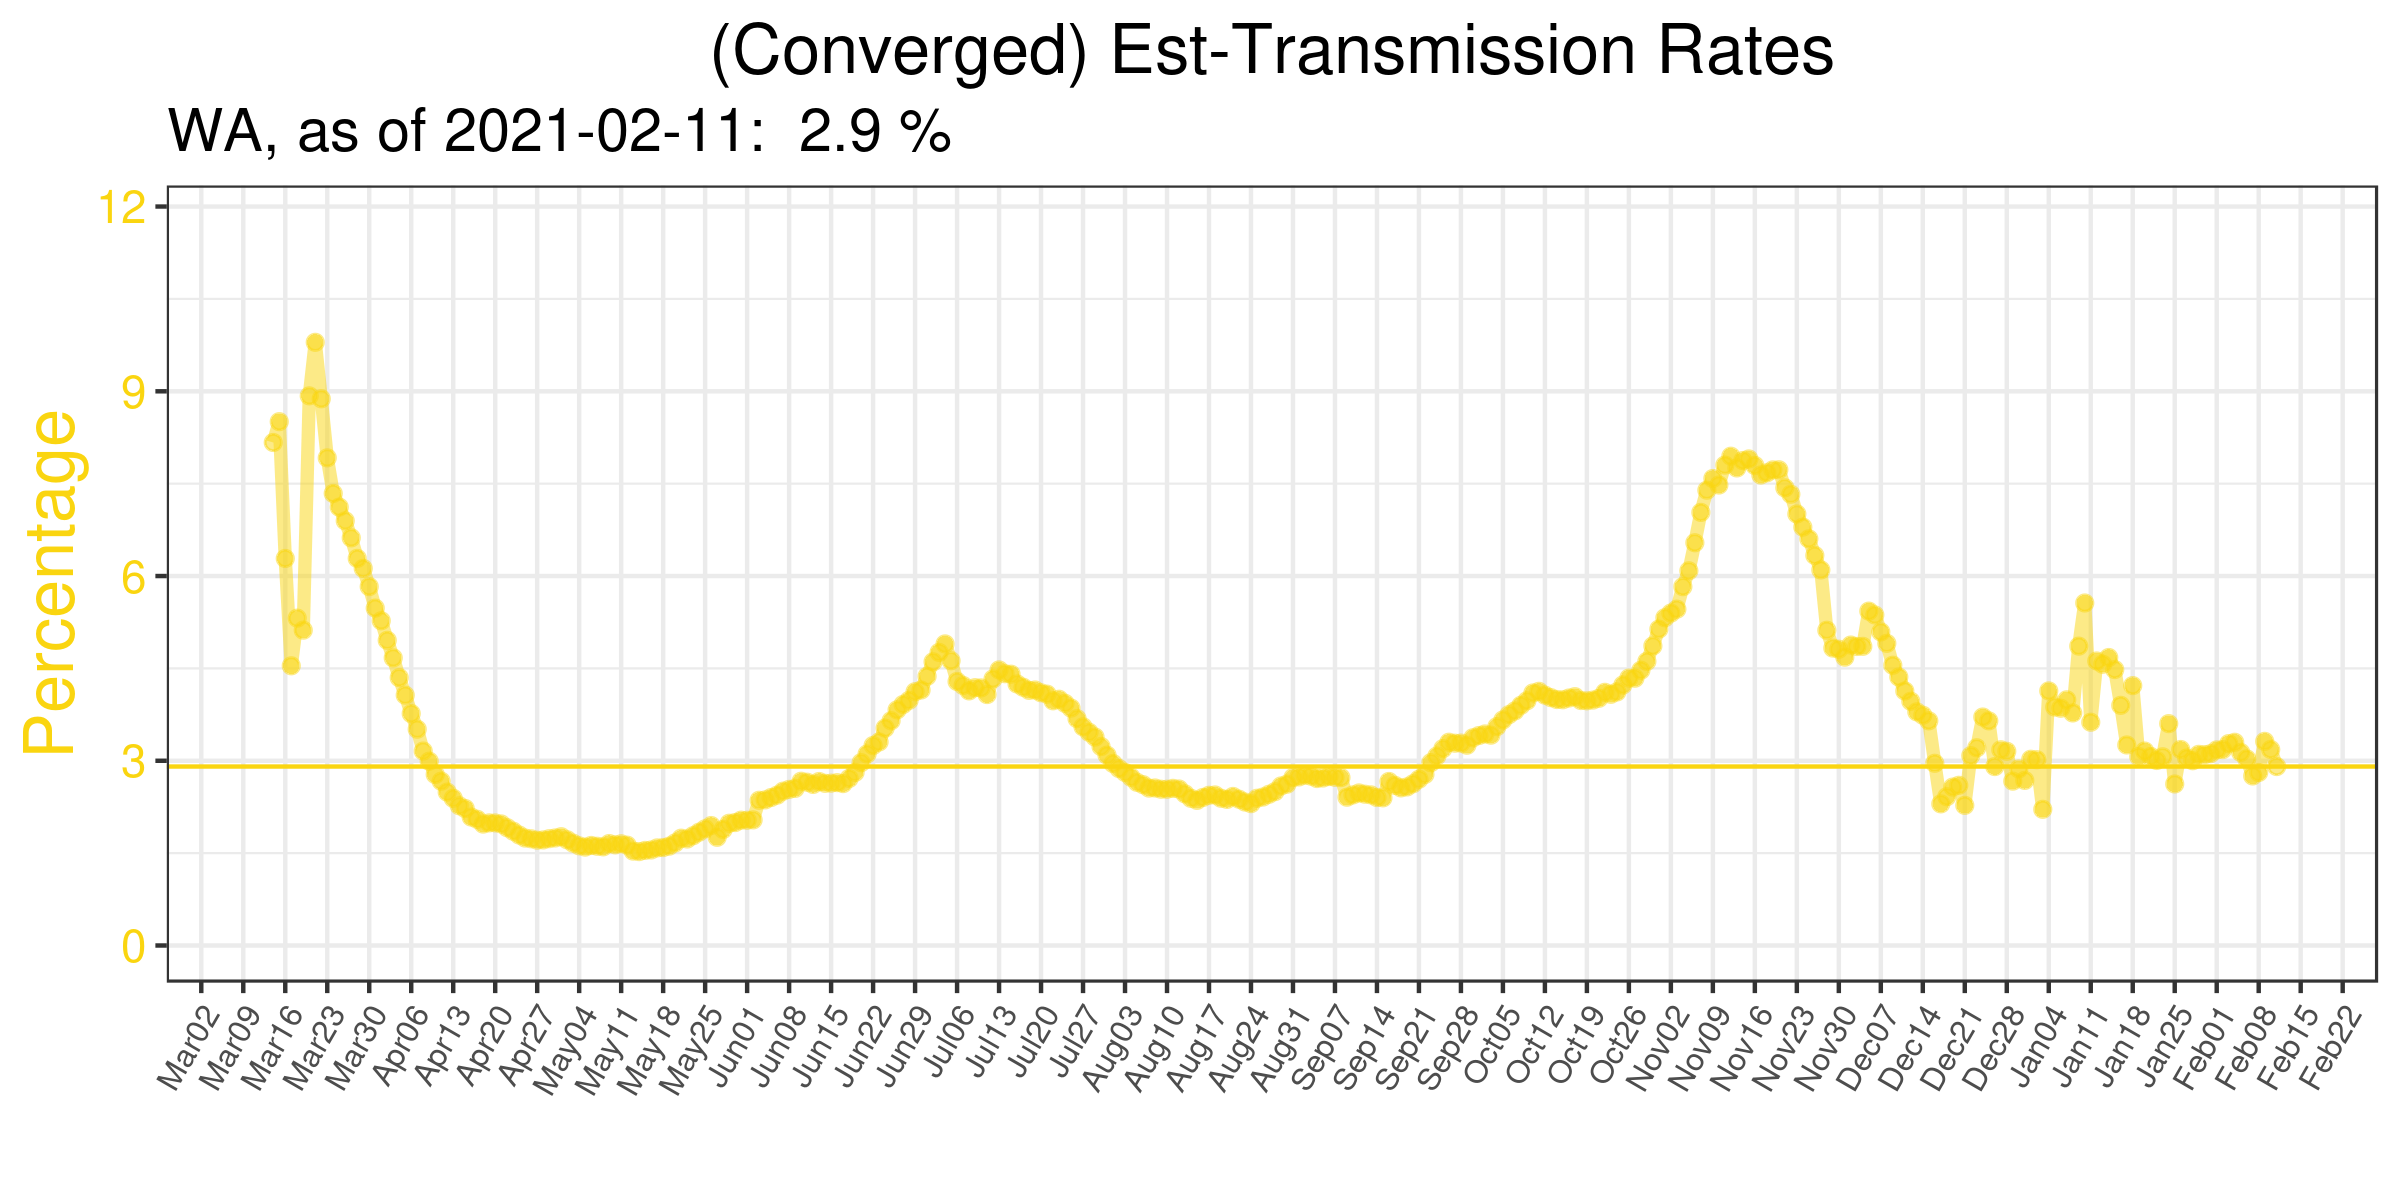 (Converged) Est-Transmission Rates
WA, as of 2021-02-11:  2.9 %
Percentage
12
9
6
3
0
Mar02
Mar09
Mar16
Mar23
Mar30
Apr06
Apr13
Apr20
Apr27
May04
May11
May18
May25
Jun01
Jun08
Jun15
Jun22
Jun29
Jul06
Jul13
Jul20
Jul27
Aug03
Aug10
Aug17
Aug24
Aug31
Sep07
Sep14
Sep21
Sep28
Oct05
Oct12
Oct19
Oct26
Nov02
Nov09
Nov16
Nov23
Nov30
Dec07
Dec14
Dec21
Dec28
Jan04
Jan11
Jan18
Jan25
Feb01
Feb08
Feb15
Feb22